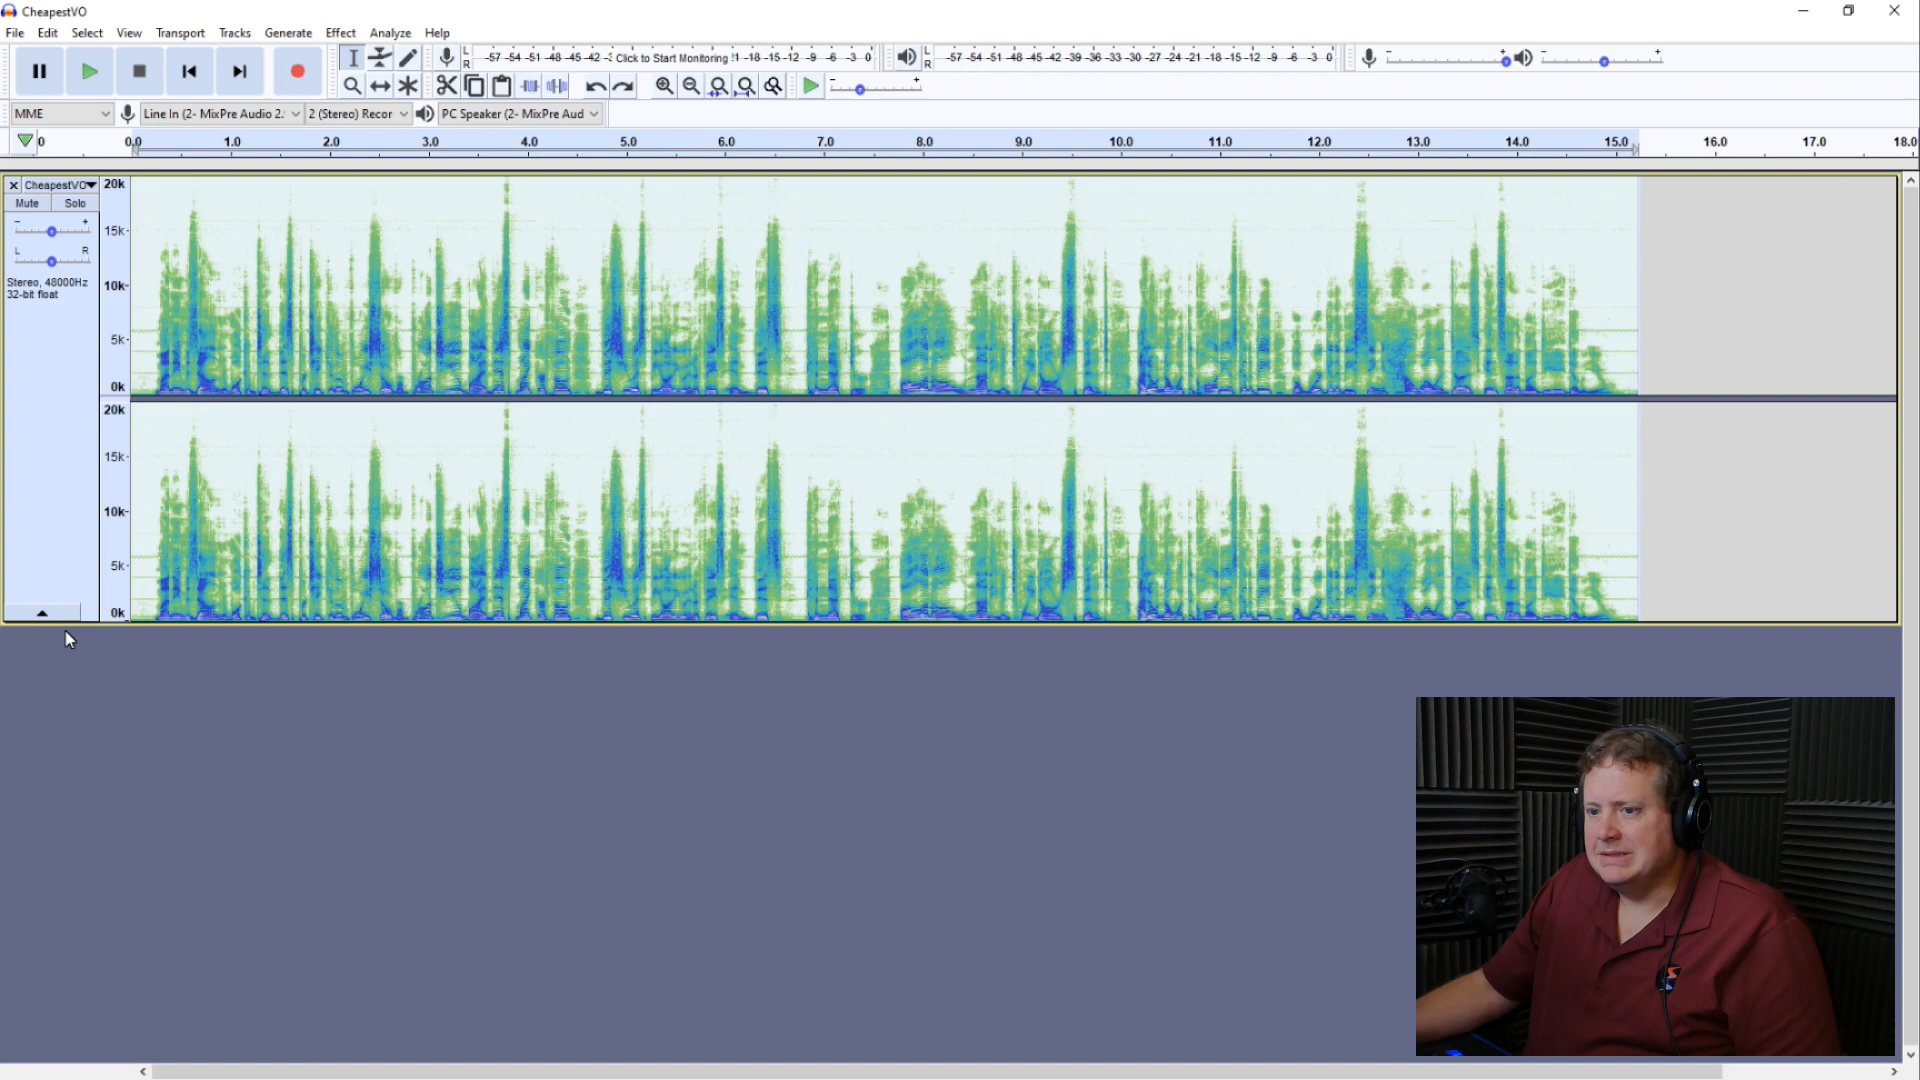 CheapestVO
File Edit Select View Transport Tracks Generate Effect Analyze Help
L
R
-57 -54 -51 -48 -45 -42 -3 Click to Start Monitoring !1 -18 -15 -12 -9 -6 -3 0
L
R
-57 -54 -51 -48 -45 -42 -39 -36 -33 -30 -27 -24 -21 -18 -15 -12 -9 -6 -3 0
MME Line In (2- MixPre Audio 2. 2 (Stereo) Recor PC Speaker (2- MixPre Aud
0 0.0 1.0 2.0 3.0 4.0 5.0 6.0 7.0 8.0 9.0 10.0 11.0 12.0 13.0 14.0 15.0 16.0 17.0 18.0
CheapestVO
Mute Solo
- +
L R
Stereo, 48000Hz
32-bit float
20k
15k-
10k-
5k-
0k
20k
15k-
10k-
5k-
0k